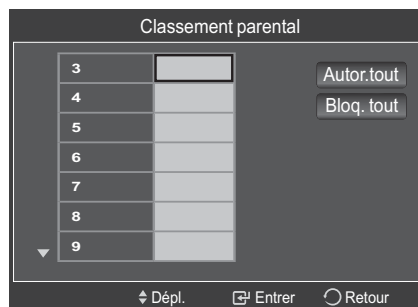 Classement parental
3
Autor.tout
4
Bloq. tout
5
6
7
8
9
Dépl. Entrer Retour